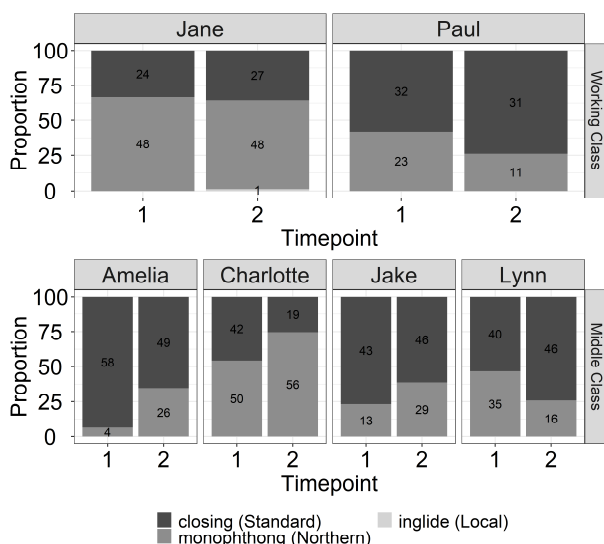 Jane Paul
100
75
50
25
0
Proportion
24 27 32 31
48 48 23 11
1
Working Class
1 2 1 2
Timepoint
Amelia Charlotte Jake Lynn
100
75
50
25
0
Proportion
58 49 42 19 43 46 40 46
4 26 50 56 13 29 35 16
Middle Class
1 2 1 2 1 2 1 2
Timepoint
closing (Standard) inglide (Local)
monophthong (Northern)